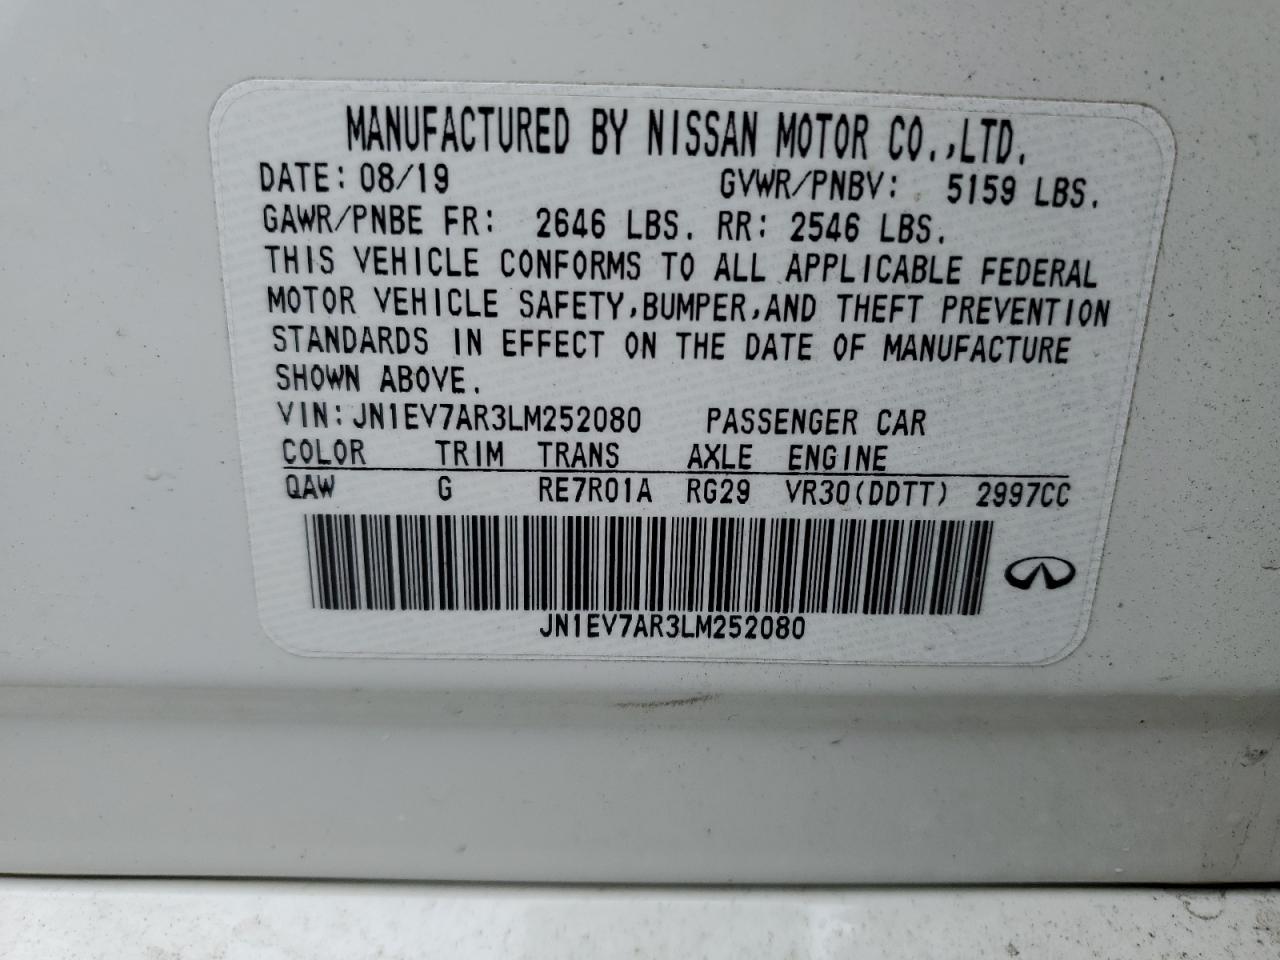 MANUFACTURED BY NISSAN MOTOR CO.,LTD.
DATE: 08/19 GVWR/PNBV: 5159 LBS.
GAWR/PNBE FR: 2646 LBS. RR: 2546 LBS.
THIS VEHICLE CONFORMS TO ALL APPLICABLE FEDERAL
MOTOR VEHICLE SAFETY,BUMPER,AND THEFT PREVENTION
STANDARDS IN EFFECT ON THE DATE OF MANUFACTURE
SHOWN ABOVE.
VIN:JN1EV7AR3LM252080 PASSENGER CAR
COLOR TRIM TRANS AXLE ENGINE
QAW G RE7R01A RG29 VR30(DDTT) 2997CC
JN1EV7AR3LM252080